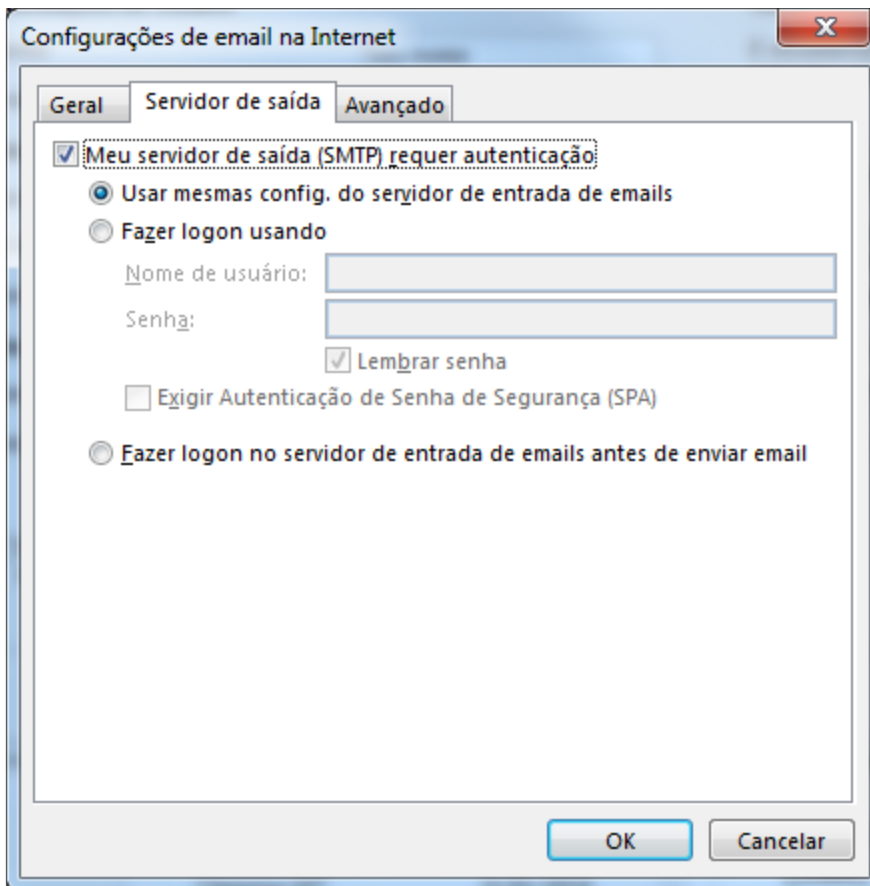 Configurações de email na Internet
Geral
Servidor de saída
Avançado
Meu servidor de saída (SMTP) requer autenticação
Usar mesmas config. do servidor de entrada de emails
Fazer logon usando
Nome de usuário:
Senha:
Lembrar senha
Exigir Autenticação de Senha de Segurança (SPA)
Fazer logon no servidor de entrada de emails antes de enviar email
OK
Cancelar